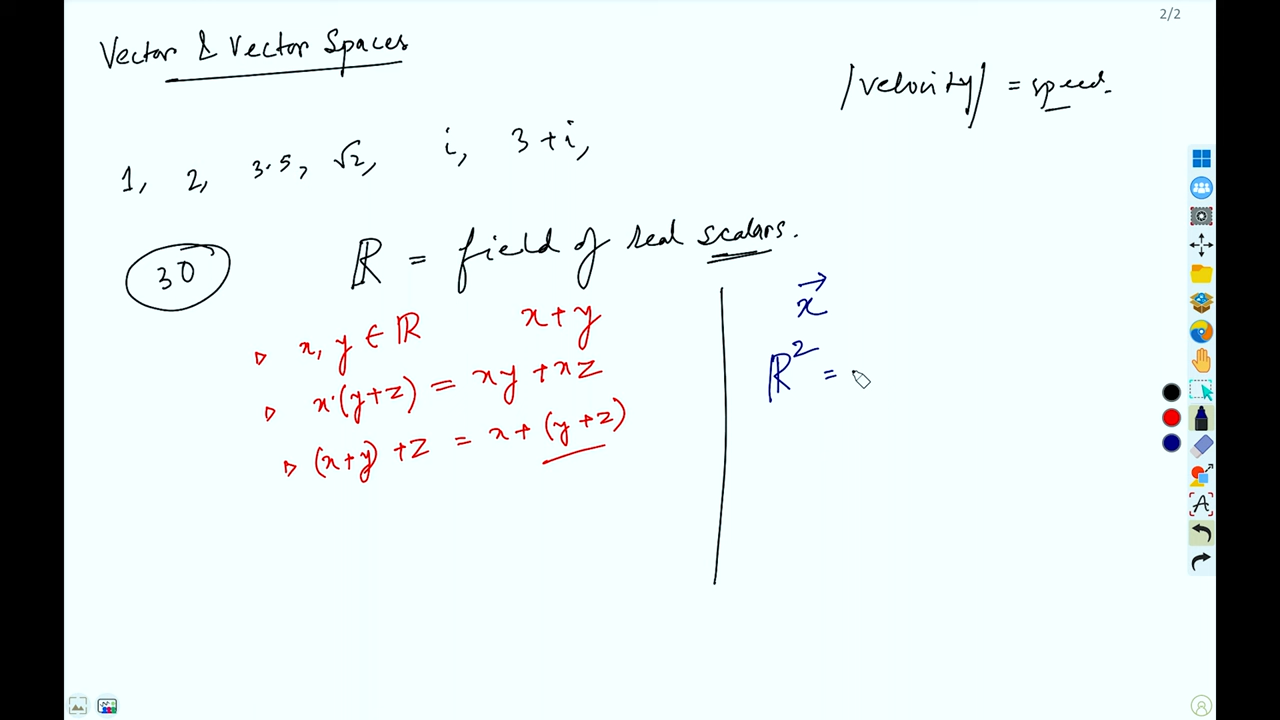 2/2
Vector & Vector Spaces
|velocity| = speed.
1, 2, 3.5, √2, i, 3+i,
30
ℝ = field of real scalars.
▷ x, y ∈ ℝ x+y
▷ x·(y+z) = xy + xz
▷ (x+y) + z = x + (y+z)
x⃗
ℝ² =
A